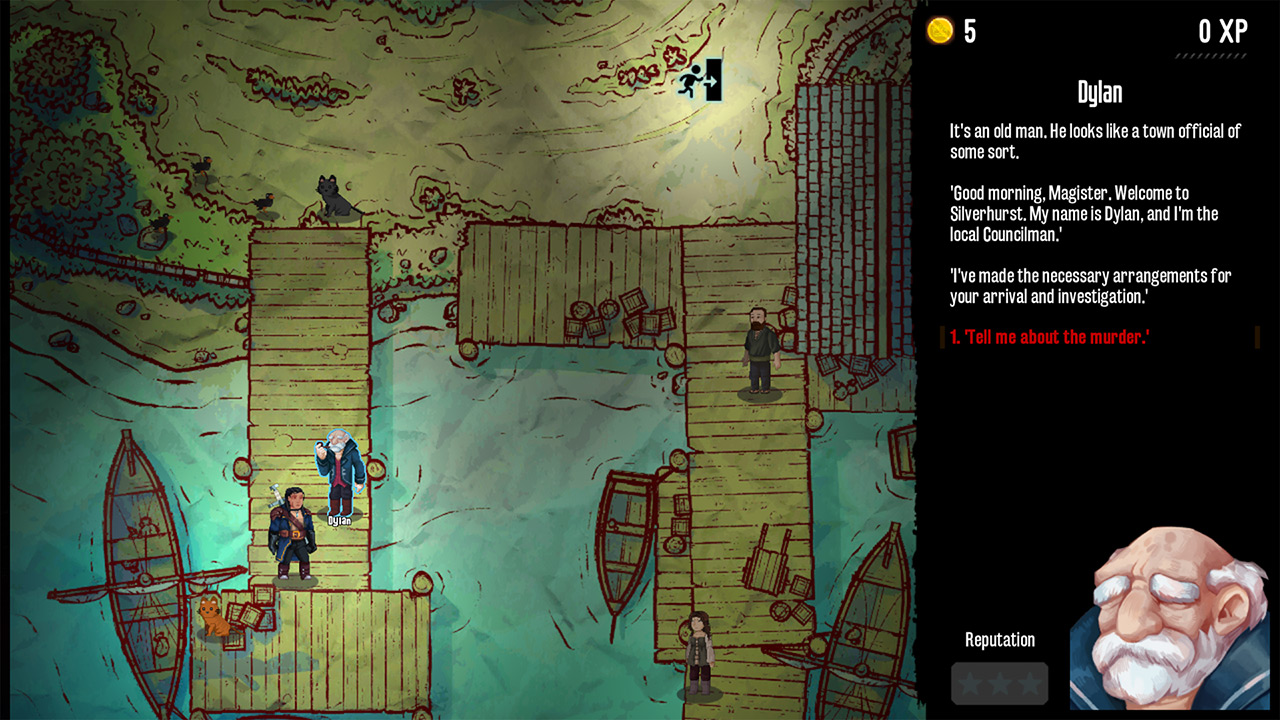 5
0 XP
Dylan
It's an old man. He looks like a town official of
some sort.
'Good morning, Magister. Welcome to
Silverhurst. My name is Dylan, and I'm the
local Councilman.'
'I've made the necessary arrangements for
your arrival and investigation.'
1. 'Tell me about the murder.'
Dylan
Reputation